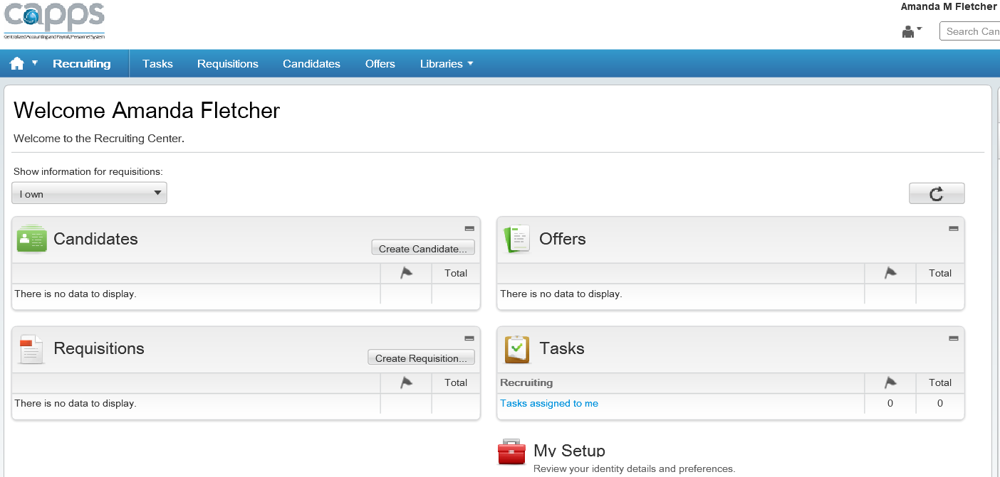 Amanda M Fletcher
capps
Centralized Accounting and Payroll/Personnel System
Search Can
Recruiting
Tasks
Requisitions
Candidates
Offers
Libraries
Welcome Amanda Fletcher
Welcome to the Recruiting Center.
Show information for requisitions:
I own
Candidates
Create Candidate...
Total
There is no data to display.
Offers
Total
There is no data to display.
Requisitions
Create Requisition...
Total
There is no data to display.
Tasks
Recruiting
Total
Tasks assigned to me
0
0
My Setup
Review your identity details and preferences.